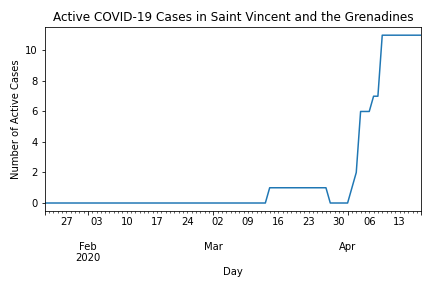 Active COVID-19 Cases in Saint Vincent and the Grenadines
Number of Active Cases
10
8
6
4
2
0
27 03 10 17 24 02 09 16 23 30 06 13
Feb Mar Apr
2020
Day